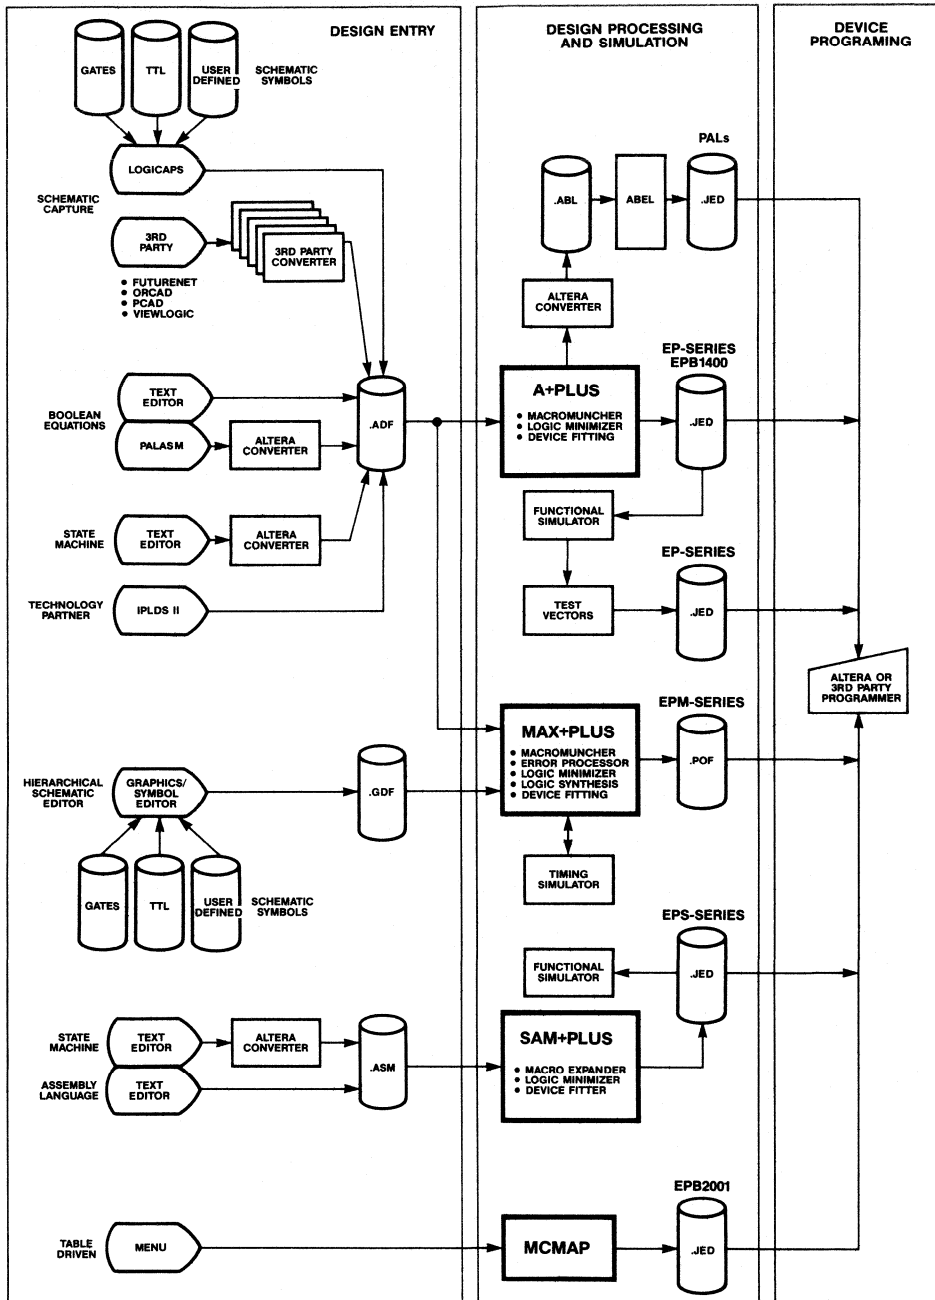 DESIGN ENTRY
GATES
TTL
USER
DEFINED
SCHEMATIC
SYMBOLS
LOGICAPS
SCHEMATIC
CAPTURE
3RD
PARTY
3RD PARTY
CONVERTER
• FUTURENET
• ORCAD
• PCAD
• VIEWLOGIC
BOOLEAN
EQUATIONS
TEXT
EDITOR
PALASM
ALTERA
CONVERTER
.ADF
STATE
MACHINE
TEXT
EDITOR
ALTERA
CONVERTER
TECHNOLOGY
PARTNER
IPLDS II
HIERARCHICAL
SCHEMATIC
EDITOR
GRAPHICS/
SYMBOL
EDITOR
.GDF
GATES
TTL
USER
DEFINED
SCHEMATIC
SYMBOLS
STATE
MACHINE
TEXT
EDITOR
ALTERA
CONVERTER
.ASM
ASSEMBLY
LANGUAGE
TEXT
EDITOR
TABLE
DRIVEN
MENU
DESIGN PROCESSING
AND SIMULATION
PALs
.ABL
ABEL
.JED
ALTERA
CONVERTER
EP-SERIES
EPB1400
A+PLUS
• MACROMUNCHER
• LOGIC MINIMIZER
• DEVICE FITTING
.JED
FUNCTIONAL
SIMULATOR
EP-SERIES
TEST
VECTORS
.JED
EPM-SERIES
MAX+PLUS
• MACROMUNCHER
• ERROR PROCESSOR
• LOGIC MINIMIZER
• LOGIC SYNTHESIS
• DEVICE FITTING
.POF
TIMING
SIMULATOR
EPS-SERIES
FUNCTIONAL
SIMULATOR
.JED
SAM+PLUS
• MACRO EXPANDER
• LOGIC MINIMIZER
• DEVICE FITTER
EPB2001
MCMAP
.JED
DEVICE
PROGRAMING
ALTERA OR
3RD PARTY
PROGRAMMER